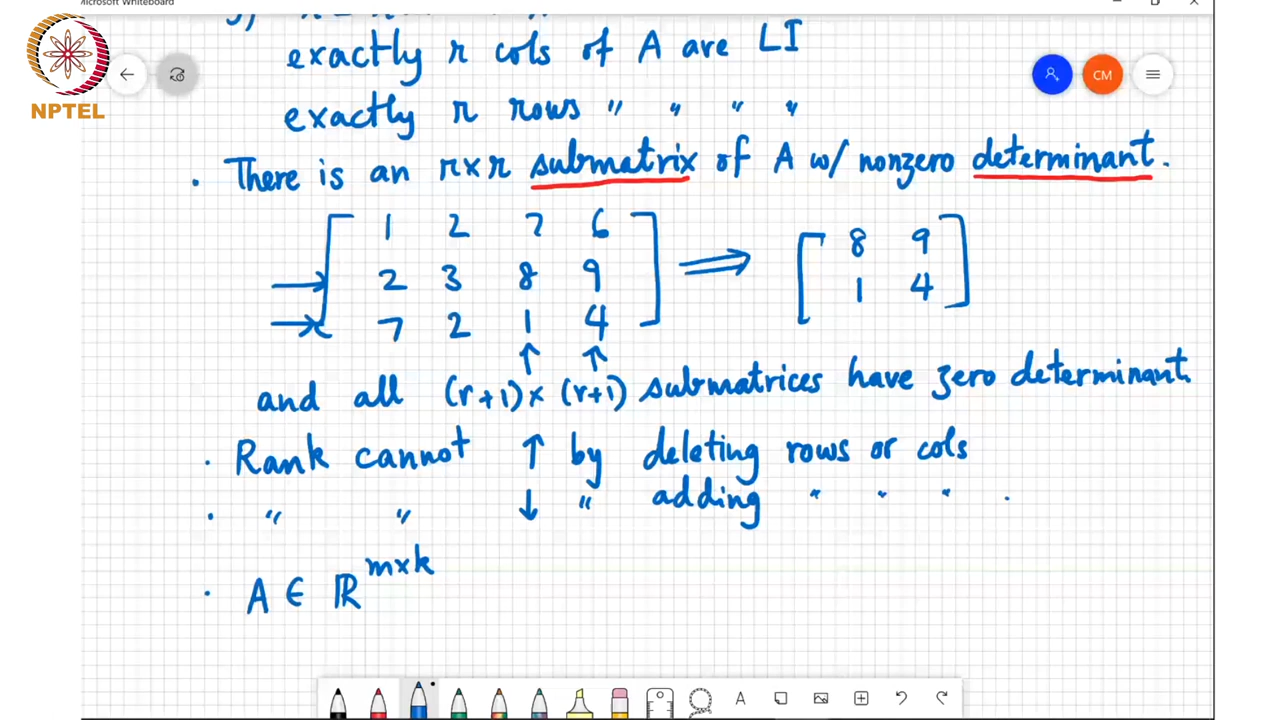 Microsoft Whiteboard
exactly r cols of A are LI
exactly r rows " " " "
NPTEL
CM
· There is an r×r submatrix of A w/ nonzero determinant.
[ 1 2 7 6
2 3 8 9
7 2 1 4 ] ⟹ [ 8 9
1 4 ]
and all (r+1)×(r+1) submatrices have zero determinant.
· Rank cannot ↑ by deleting rows or cols
· " " ↓ " adding " " " .
· A ∈ ℝ^{m×k}
A